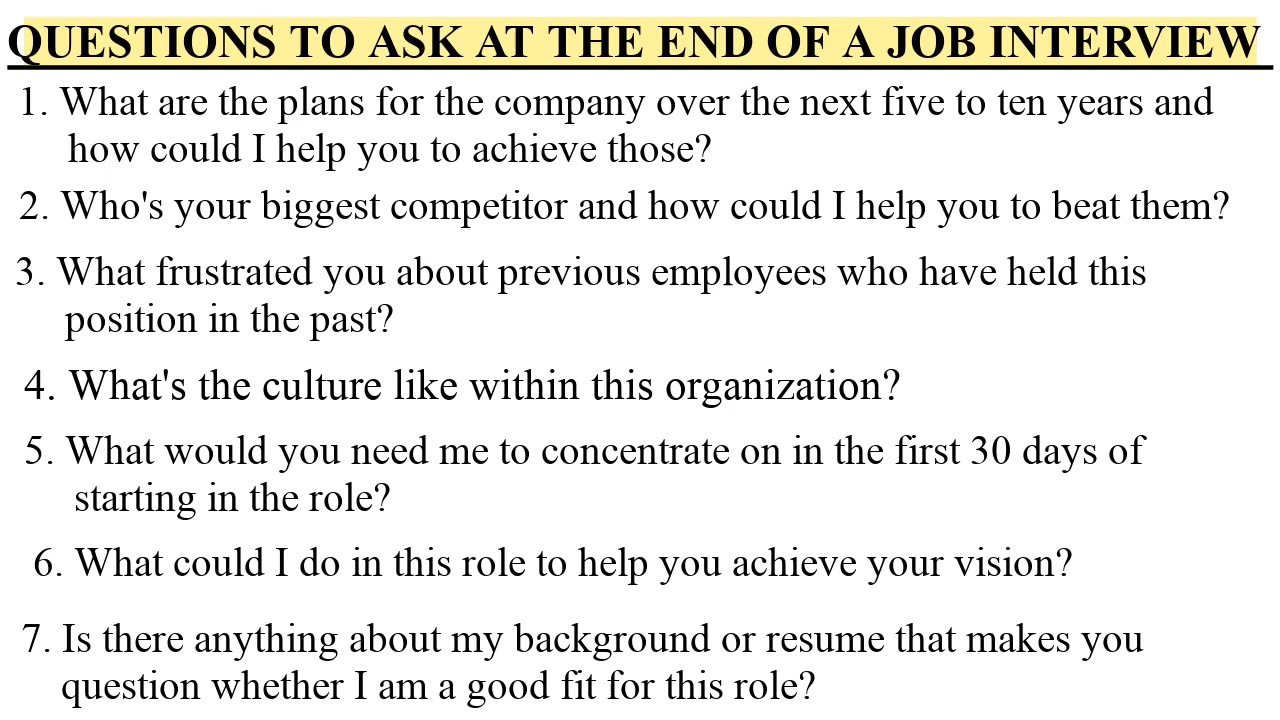 QUESTIONS TO ASK AT THE END OF A JOB INTERVIEW
1. What are the plans for the company over the next five to ten years and
how could I help you to achieve those?
2. Who's your biggest competitor and how could I help you to beat them?
3. What frustrated you about previous employees who have held this
position in the past?
4. What's the culture like within this organization?
5. What would you need me to concentrate on in the first 30 days of
starting in the role?
6. What could I do in this role to help you achieve your vision?
7. Is there anything about my background or resume that makes you
question whether I am a good fit for this role?